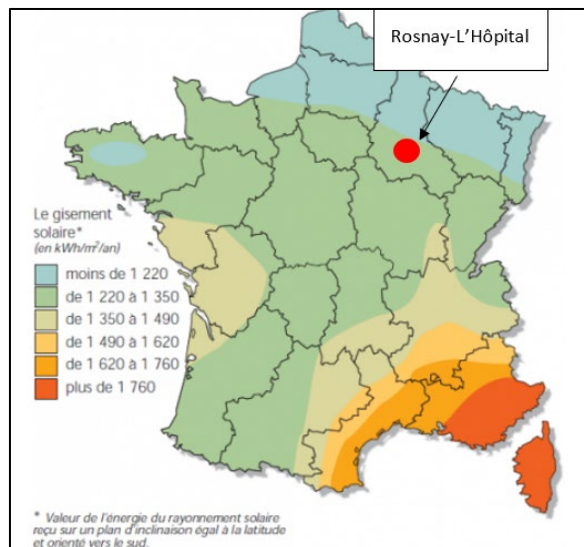 Rosnay-L'Hôpital
Le gisement
solaire*
(en kWh/m²/an)
moins de 1 220
de 1 220 à 1 350
de 1 350 à 1 490
de 1 490 à 1 620
de 1 620 à 1 760
plus de 1 760
* Valeur de l'énergie du rayonnement solaire
reçu sur un plan d'inclinaison égal à la latitude
et orienté vers le sud.